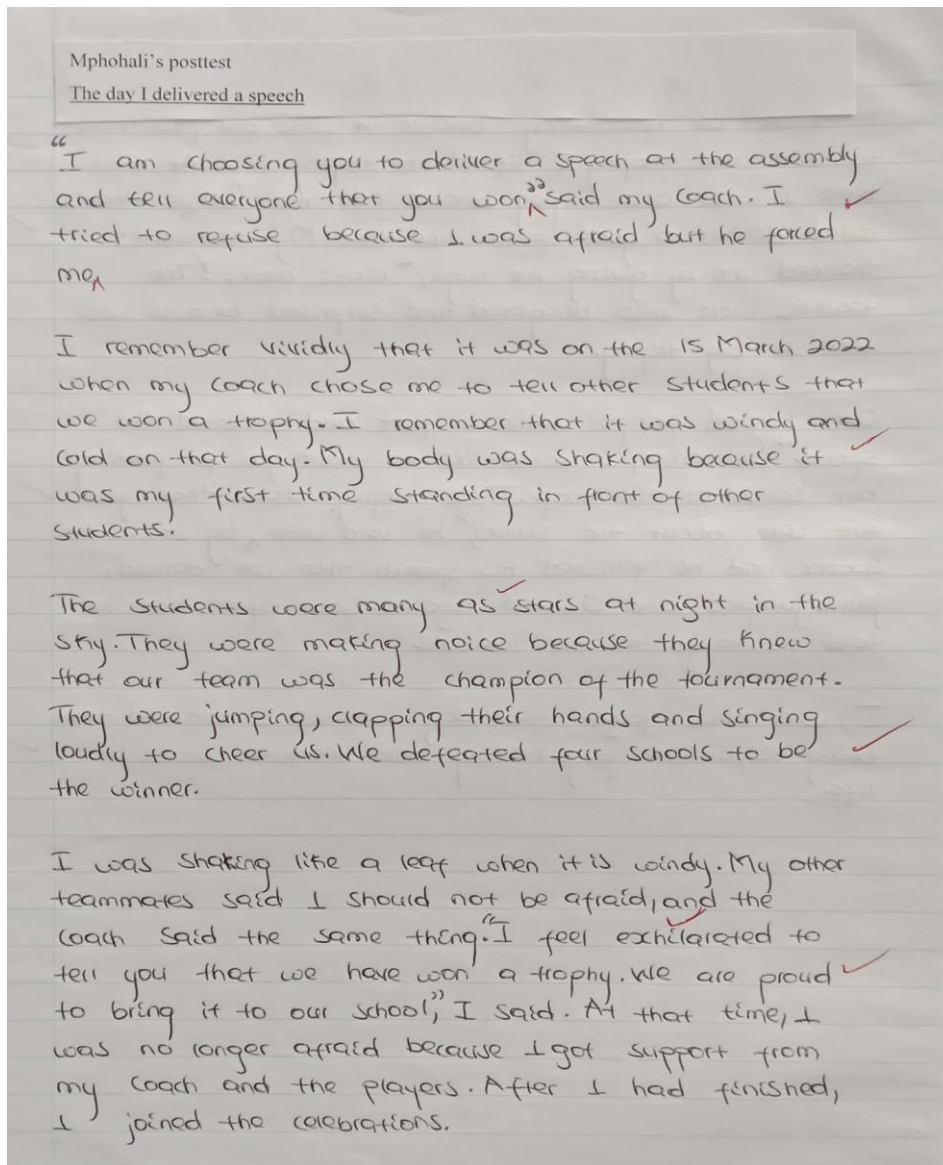 Mphohali`s posttest
The day I delivered a speech
"I am choosing you to deliver a speech at the assembly
and tell everyone that you won" said my coach. I
tried to refuse because I was afraid but he forced
me
I remember vividly that it was on the 15 March 2022
when my coach chose me to tell other students that
we won a trophy. I remember that it was windy and
cold on that day. My body was shaking because it
was my first time standing in front of other
students.
The students were many as stars at night in the
sky. They were making noice because they knew
that our team was the champion of the tournament.
They were jumping, clapping their hands and singing
loudly to cheer us. We defeated four schools to be
the winner.
I was shaking like a leaf when it is windy. My other
teammates said I should not be afraid, and the
coach said the same thing. "I feel exhilarated to
tell you that we have won a trophy. We are proud
to bring it to our school", I said. At that time, I
was no longer afraid because I got support from
my coach and the players. After I had finished,
I joined the celebrations.